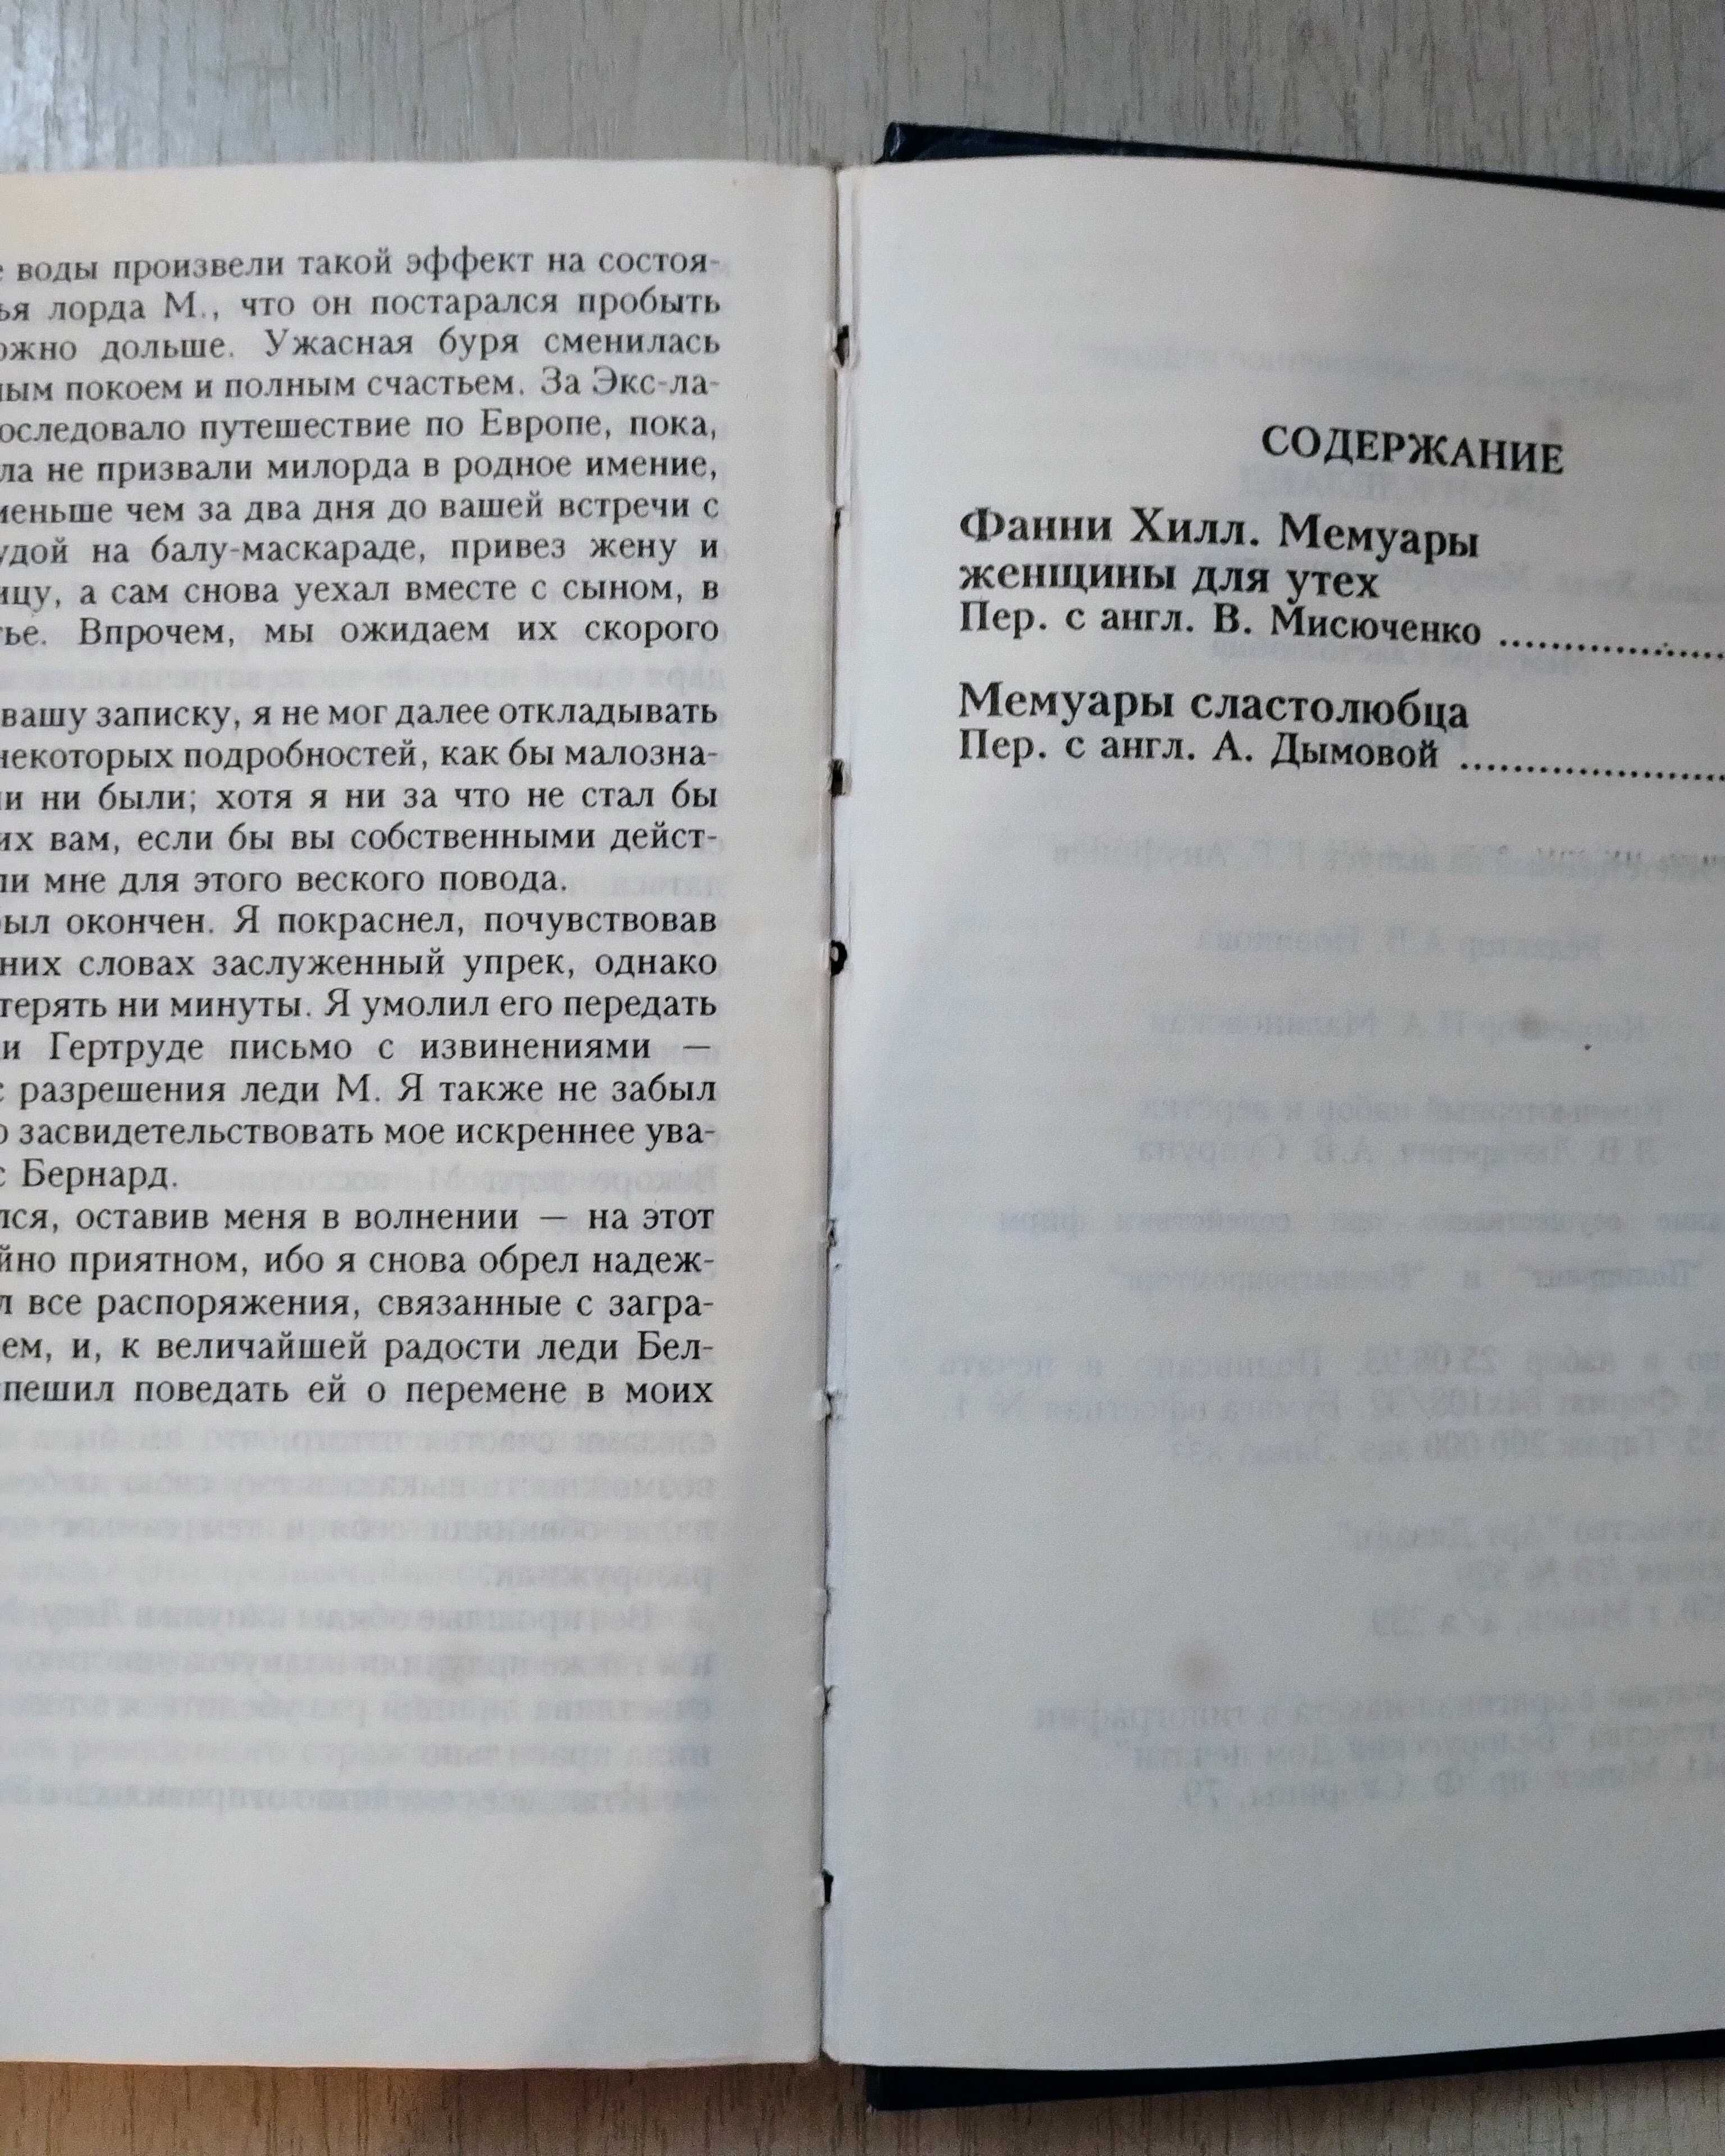 воды произвели такой эффект на состоя-
лорда М., что он постарался пробыть
дольше. Ужасная буря сменилась
покоем и полным счастьем. За Экс-ла-
оследовало путешествие по Европе, пока,
ла не призвали милорда в родное имение,
меньше чем за два дня до вашей встречи с
удой на балу-маскараде, привез жену и
ицу, а сам снова уехал вместе с сыном, в
тье. Впрочем, мы ожидаем их скорого
вашу записку, я не мог далее откладывать
некоторых подробностей, как бы малозна-
ни были; хотя я ни за что не стал бы
их вам, если бы вы собственными дейст-
ли мне для этого веского повода.
был окончен. Я покраснел, почувствовав
них словах заслуженный упрек, однако
терять ни минуты. Я умолил его передать
и Гертруде письмо с извинениями —
с разрешения леди М. Я также не забыл
засвидетельствовать мое искреннее ува-
с Бернард.
лся, оставив меня в волнении — на этот
йно приятном, ибо я снова обрел надеж-
л все распоряжения, связанные с загра-
ем, и, к величайшей радости леди Бел-
спешил поведать ей о перемене в моих
СОДЕРЖАНИЕ
Фанни Хилл. Мемуары
женщины для утех
Пер. с англ. В. Мисюченко ....................
Мемуары сластолюбца
Пер. с англ. А. Дымовой ......................